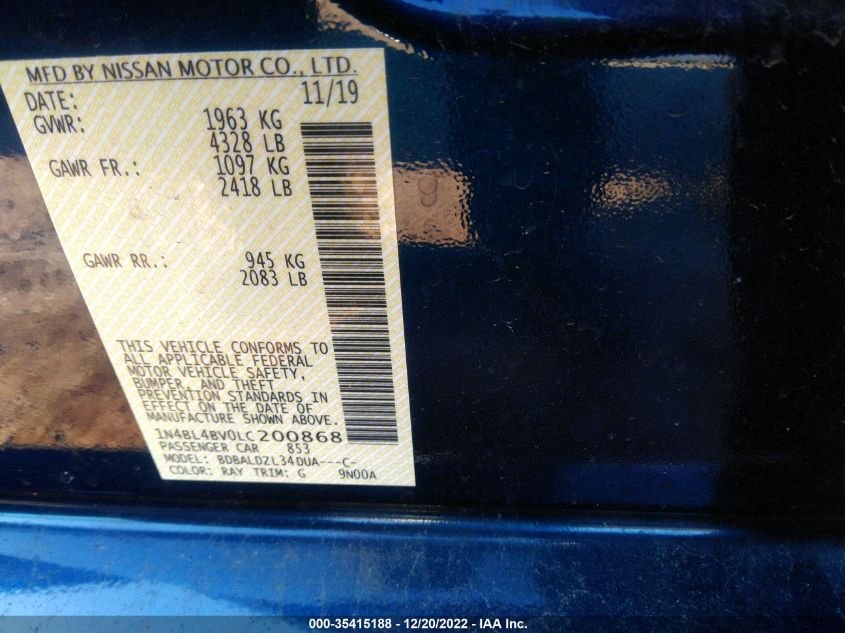 MFD BY NISSAN MOTOR CO., LTD.
DATE: 11/19
GVWR: 1963 KG
4328 LB
GAWR FR.: 1097 KG
2418 LB
GAWR RR.: 945 KG
2083 LB
THIS VEHICLE CONFORMS TO
ALL APPLICABLE FEDERAL
MOTOR VEHICLE SAFETY,
BUMPER, AND THEFT
PREVENTION STANDARDS IN
EFFECT ON THE DATE OF
MANUFACTURE SHOWN ABOVE.
1N4BL4BV0LC200868
PASSENGER CAR 853
MODEL: BDBALDZL34DUA---C-
COLOR: RAY TRIM: G 9N00A
000-35415188 - 12/20/2022 - IAA Inc.